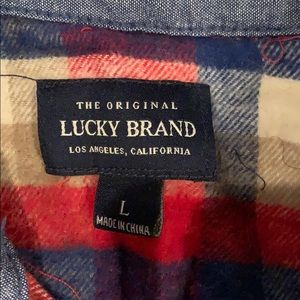 THE ORIGINAL
LUCKY BRAND
LOS ANGELES, CALIFORNIA
L
MADE IN CHINA